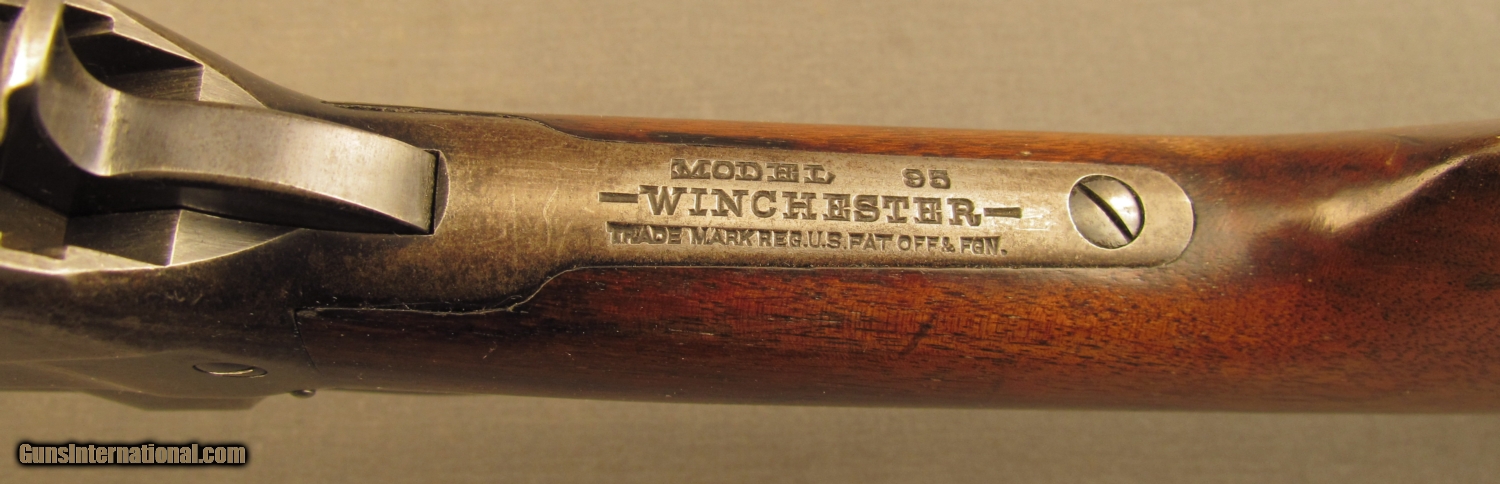 MODEL 95
-WINCHESTER-
TRADE MARK REG. U.S. PAT OFF & FGN.
GunsInternational.com